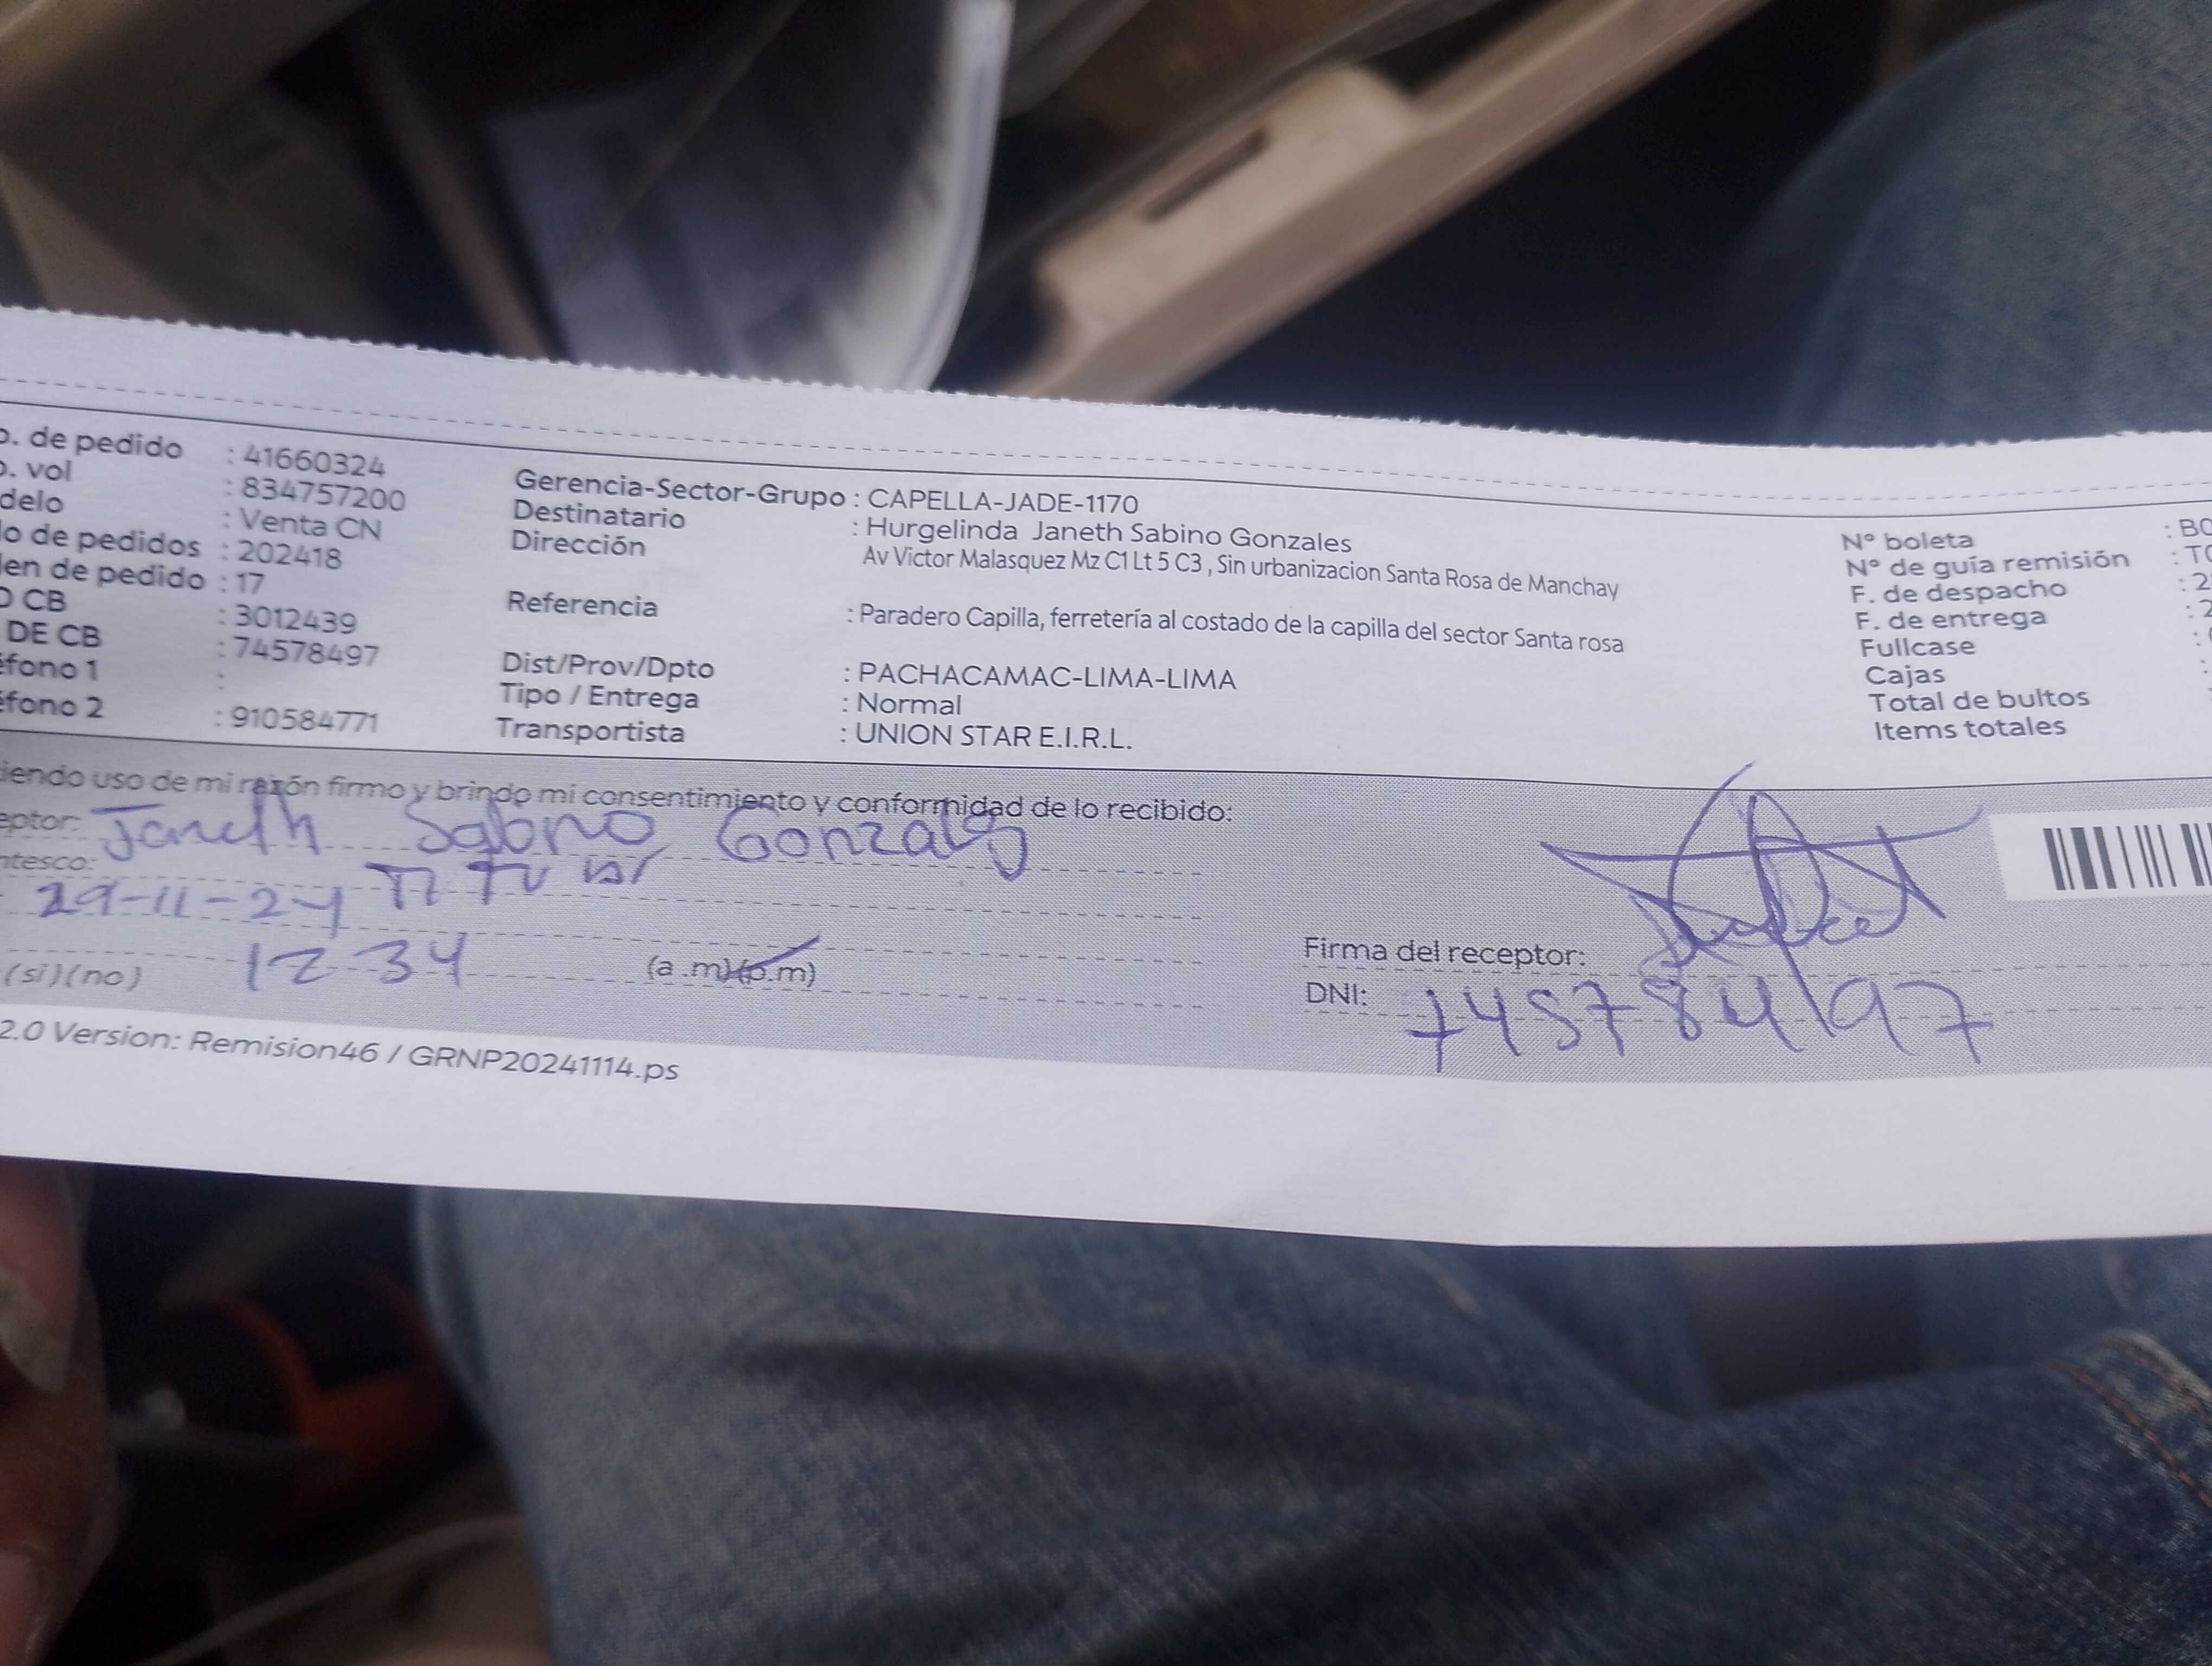 o. de pedido : 41660324
o. vol : 834757200
delo : Venta CN
o de pedidos : 202418
len de pedido : 17
O CB : 3012439
DE CB : 74578497
éfono 1 :
éfono 2 : 910584771
Gerencia-Sector-Grupo : CAPELLA-JADE-1170
Destinatario : Hurgelinda Janeth Sabino Gonzales
Dirección Av Victor Malasquez Mz C1 Lt 5 C3 , Sin urbanizacion Santa Rosa de Manchay
Referencia : Paradero Capilla, ferretería al costado de la capilla del sector Santa rosa
Dist/Prov/Dpto : PACHACAMAC-LIMA-LIMA
Tipo / Entrega : Normal
Transportista : UNION STAR E.I.R.L.
N° boleta : BO
N° de guía remisión : T0
F. de despacho : 2
F. de entrega : 2
Fullcase :
Cajas :
Total de bultos
Items totales
iendo uso de mi razón firmo y brindo mi consentimiento y conformidad de lo recibido:
eptor: Janeth Sabino Gonzales
ntesco: Titular
29-11-24
(si)(no) 12 34 (a .m)(p.m)
Firma del receptor:
DNI: 74578497
2.0 Version: Remision46 / GRNP20241114.ps